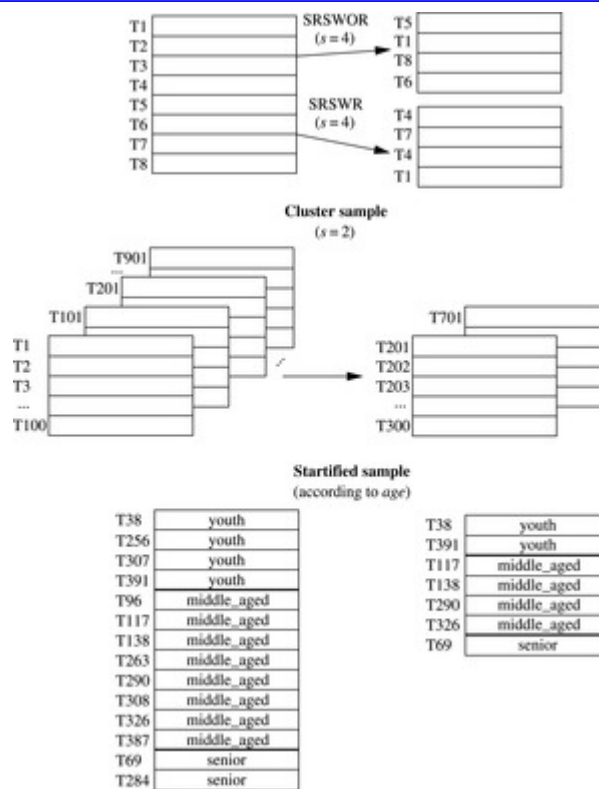 T1
T2
T3
T4
T5
T6
T7
T8
SRSWOR
(s = 4)
T5
T1
T8
T6
SRSWR
(s = 4)
T4
T7
T4
T1
Cluster sample
(s = 2)
T901
...
T201
T101
T1
T2
T3
...
T100
T701
T201
T202
T203
...
T300
Startified sample
(according to age)
T38 youth
T256 youth
T307 youth
T391 youth
T96 middle_aged
T117 middle_aged
T138 middle_aged
T263 middle_aged
T290 middle_aged
T308 middle_aged
T326 middle_aged
T387 middle_aged
T69 senior
T284 senior
T38 youth
T391 youth
T117 middle_aged
T138 middle_aged
T290 middle_aged
T326 middle_aged
T69 senior